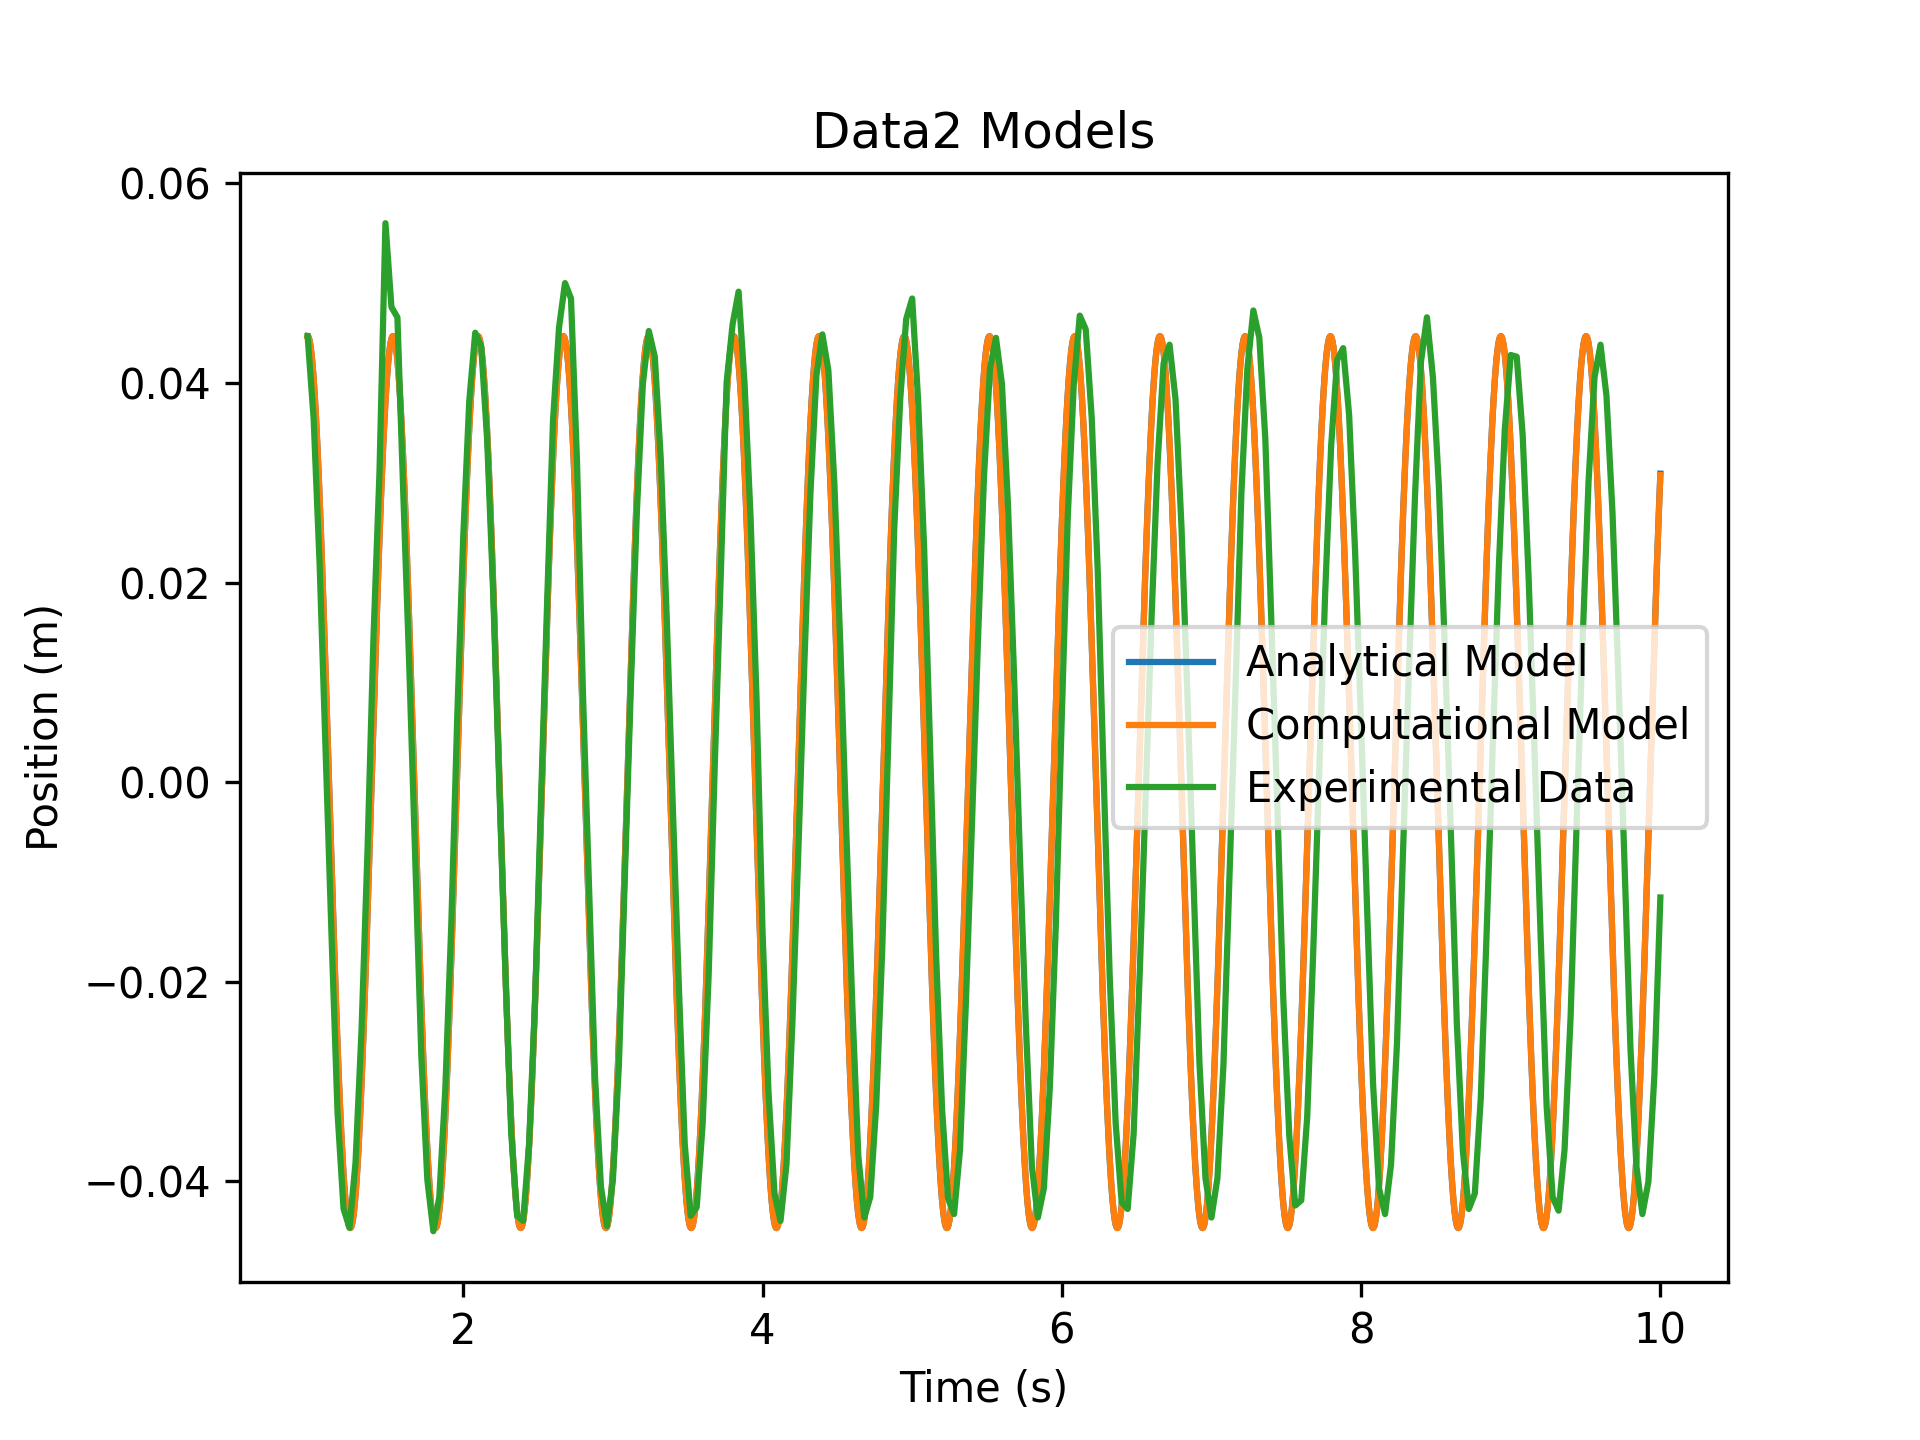 Data2 Models
0.06
0.04
0.02
0.00
−0.02
−0.04
Position (m)
Analytical Model
Computational Model
Experimental Data
2 4 6 8 10
Time (s)